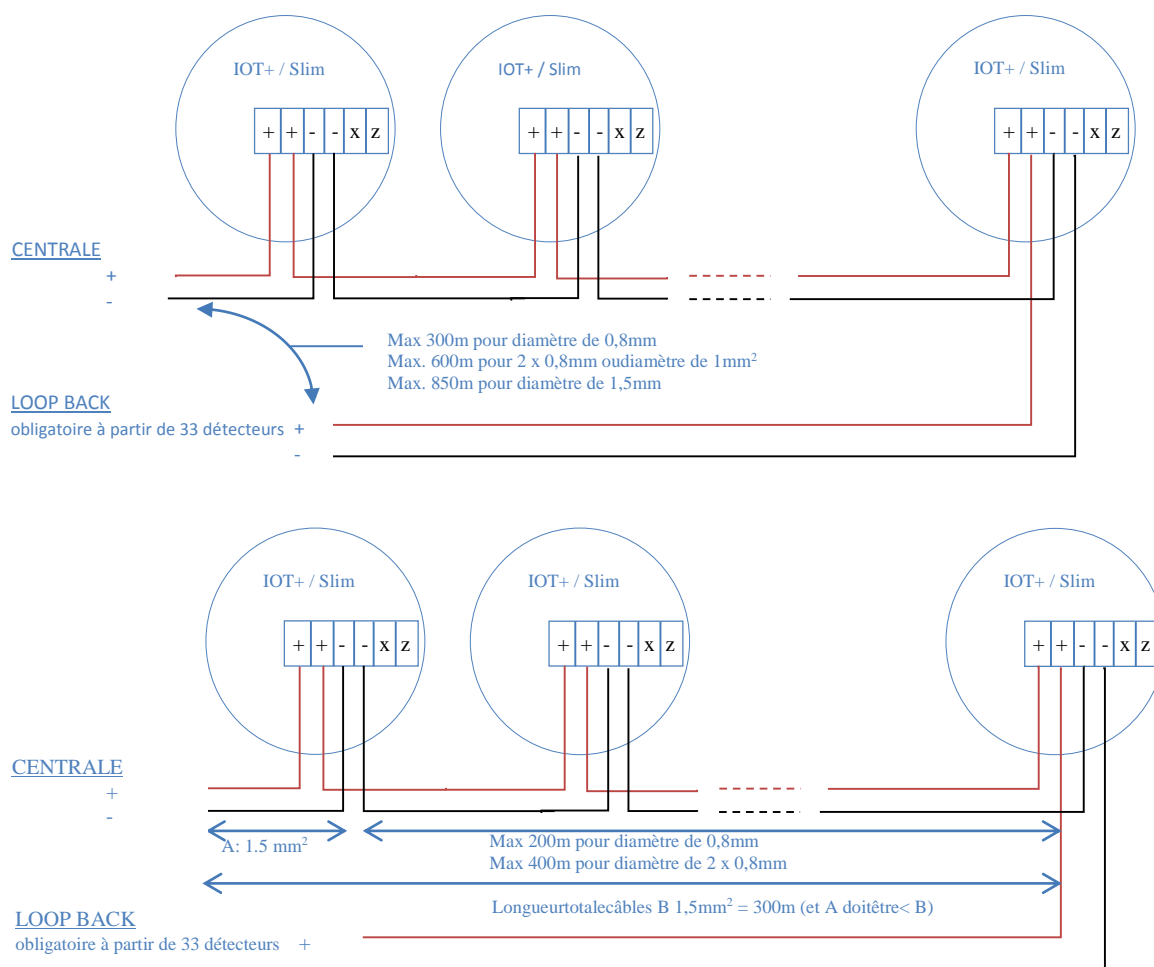 IOT+ / Slim IOT+ / Slim IOT+ / Slim
+ + - - x z + + - - x z + + - - x z
CENTRALE
+
-
Max 300m pour diamètre de 0,8mm
Max. 600m pour 2 x 0,8mm oudiamètre de 1mm²
Max. 850m pour diamètre de 1,5mm
LOOP BACK
obligatoire à partir de 33 détecteurs +
-
IOT+ / Slim IOT+ / Slim IOT+ / Slim
+ + - - x z + + - - x z + + - - x z
CENTRALE
+
-
A: 1.5 mm²
Max 200m pour diamètre de 0,8mm
Max 400m pour diamètre de 2 x 0,8mm
Longueurtotalecâbles B 1,5mm² = 300m (et A doitêtre< B)
LOOP BACK
obligatoire à partir de 33 détecteurs +